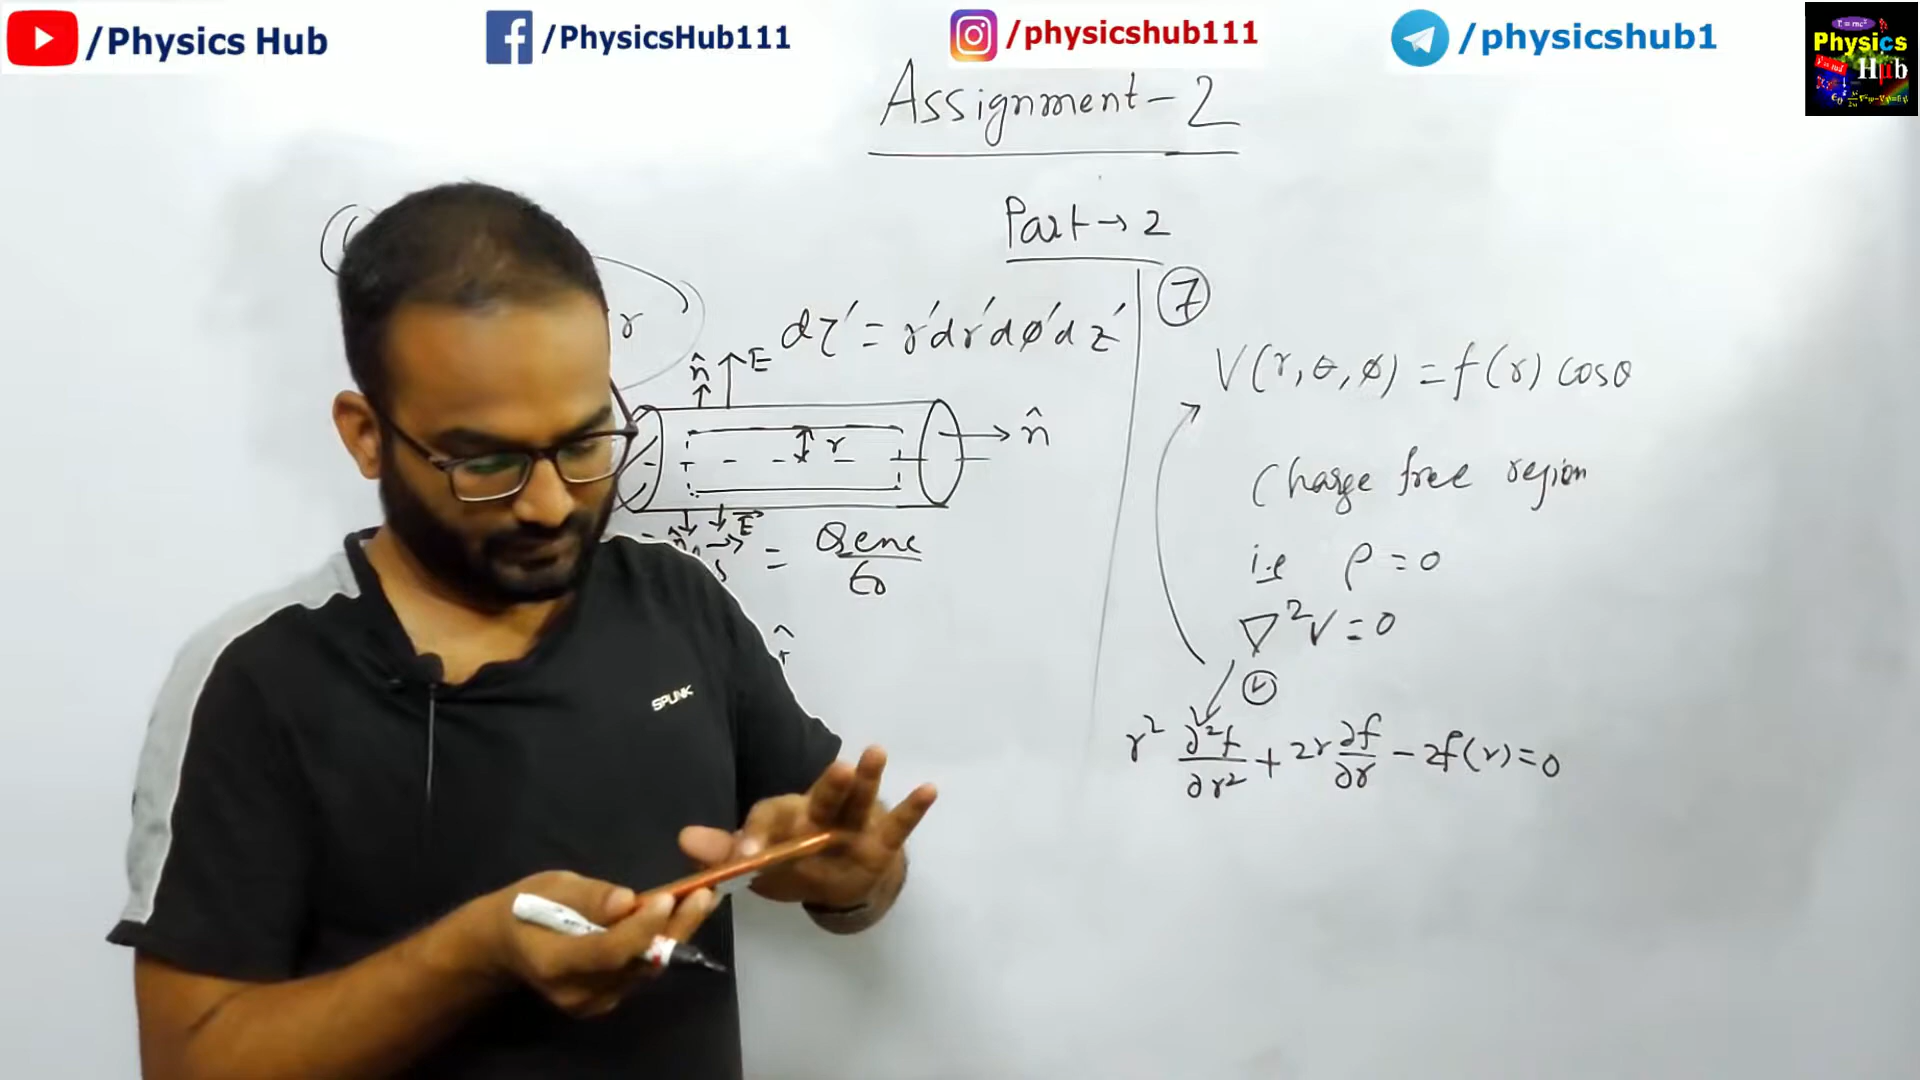 /Physics Hub
/PhysicsHub111
/physicshub111
/physicshub1
Physics
Hub
Assignment-2
Part→2
r
dτ' = r'dr'dφ'dz'
n̂
E
r
n̂
E
= Qenc/ε0
SPUNK
7
V(r,θ,φ) = f(r) cosθ
Charge free region
i.e ρ=0
∇²V=0
r² ∂²f/∂r² + 2r ∂f/∂r - 2f(r)=0